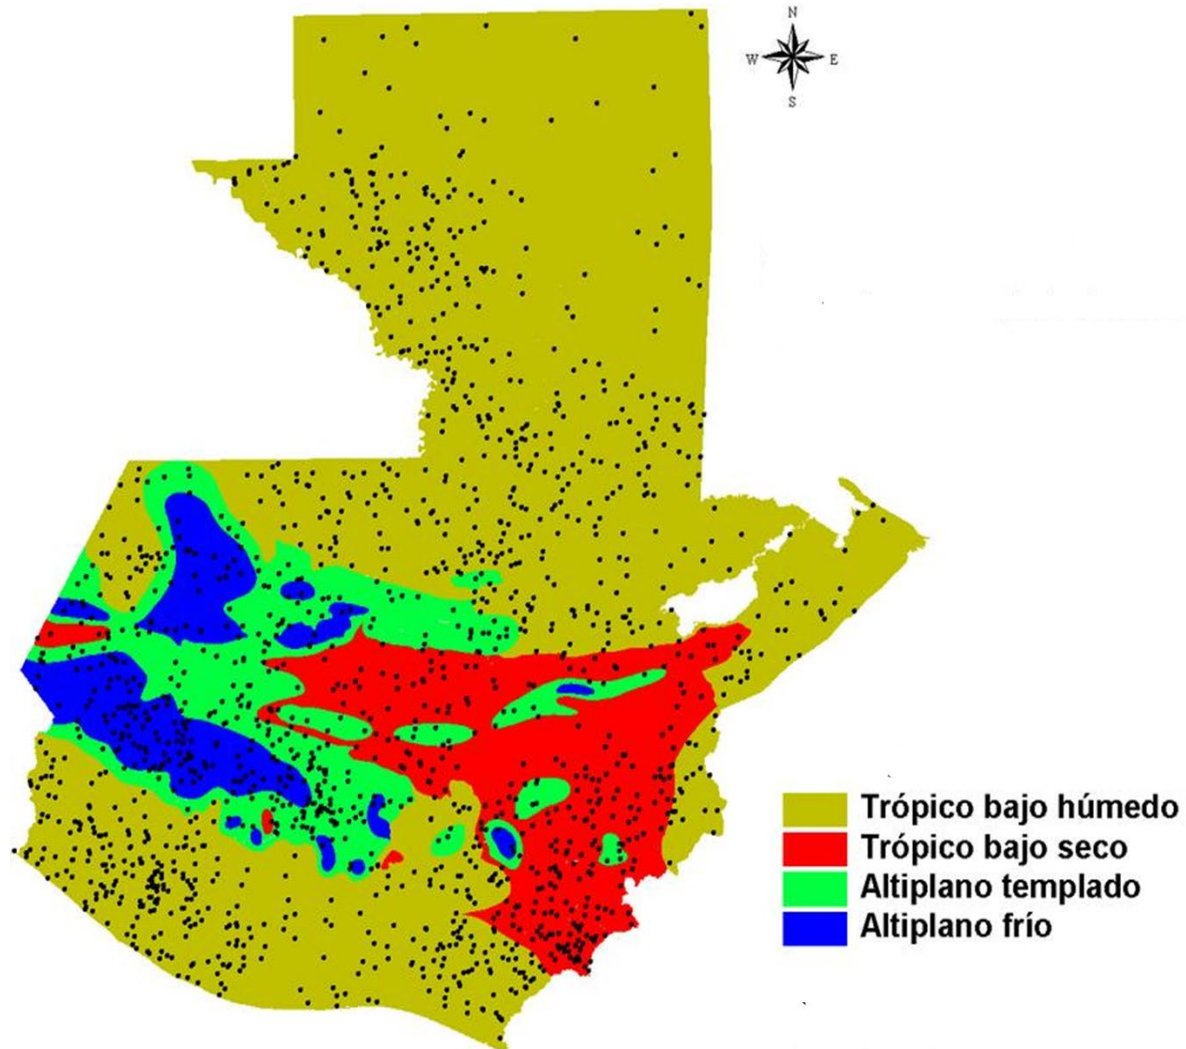 N
W E
S
Trópico bajo húmedo
Trópico bajo seco
Altiplano templado
Altiplano frío